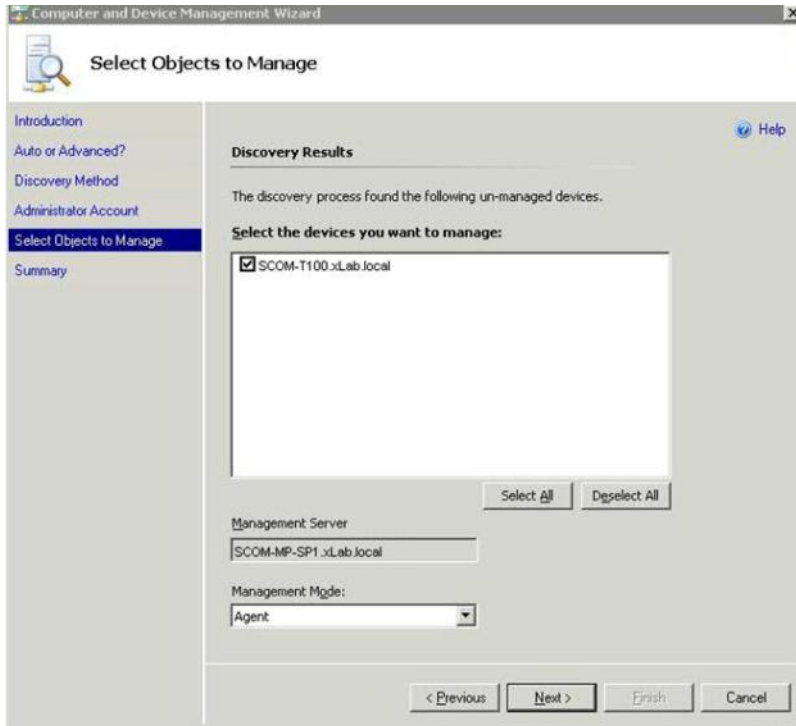 Computer and Device Management Wizard
Select Objects to Manage
Introduction
Auto or Advanced?
Discovery Method
Administrator Account
Select Objects to Manage
Summary
Help
Discovery Results
The discovery process found the following un-managed devices.
Select the devices you want to manage:
SCOM-T100.xLab.local
Select All
Deselect All
Management Server
SCOM-MP-SP1.xLab.local
Management Mode:
Agent
< Previous
Next >
Finish
Cancel